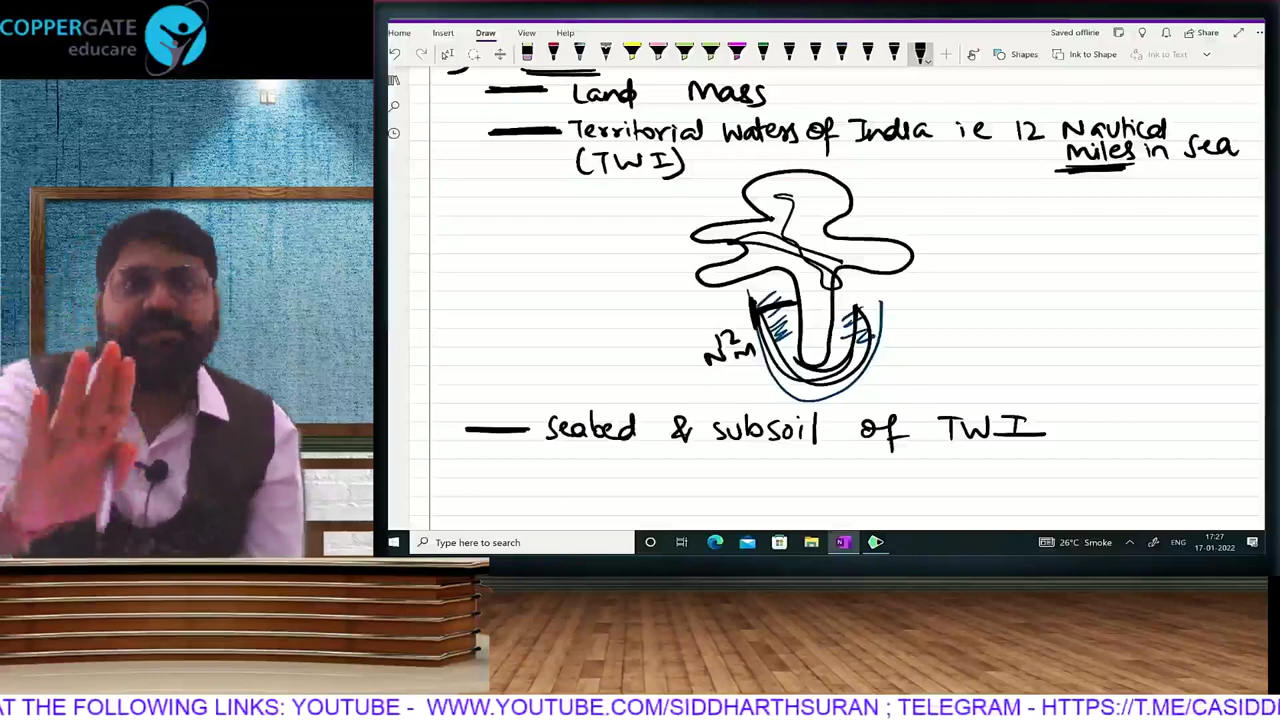 COPPERGATE
educare
Home Insert Draw View Help
Saved offline
Share
Shapes
Ink to Shape
Ink to Text
Land Mass
Territorial waters of India ie 12 Nautical
miles in sea
(TWI)
12
NM
seabed & subsoil of TWI
Type here to search
26°C Smoke
ENG
17:27
17-01-2022
AT THE FOLLOWING LINKS: YOUTUBE - WWW.YOUTUBE.COM/SIDDHARTHSURAN ; TELEGRAM - HTTPS://T.ME/CASIDD